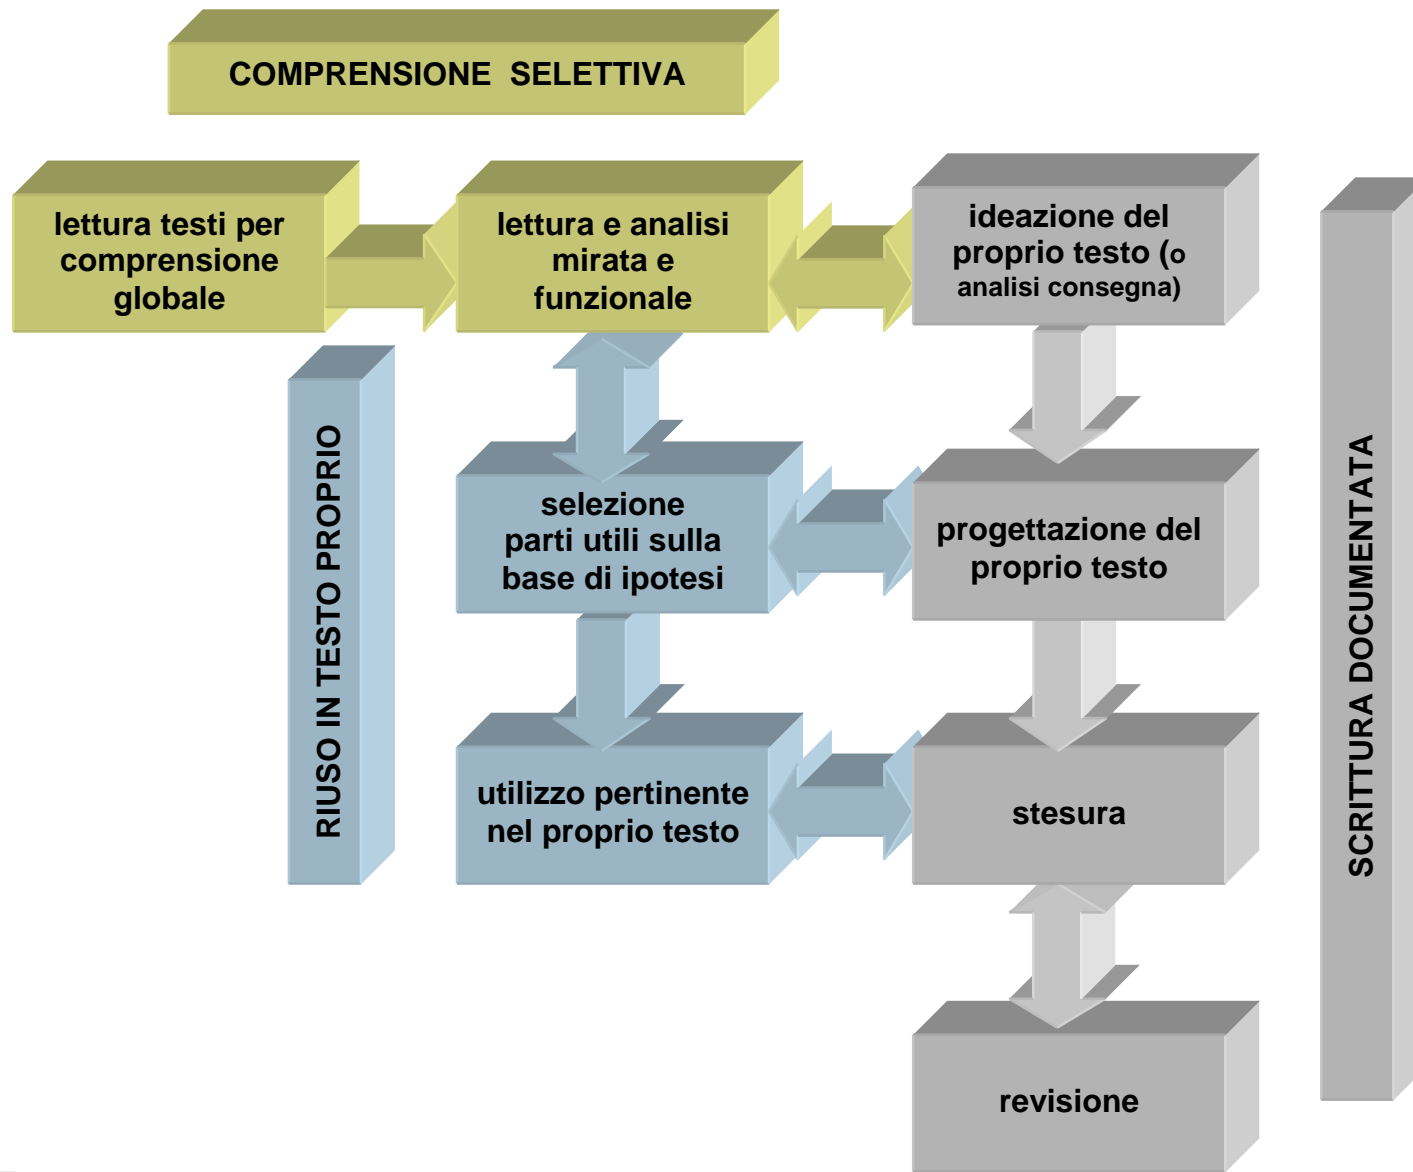 COMPRENSIONE SELETTIVA
lettura testi per
comprensione
globale
lettura e analisi
mirata e
funzionale
ideazione del
proprio testo (o
analisi consegna)
RIUSO IN TESTO PROPRIO
selezione
parti utili sulla
base di ipotesi
progettazione del
proprio testo
SCRITTURA DOCUMENTATA
utilizzo pertinente
nel proprio testo
stesura
revisione